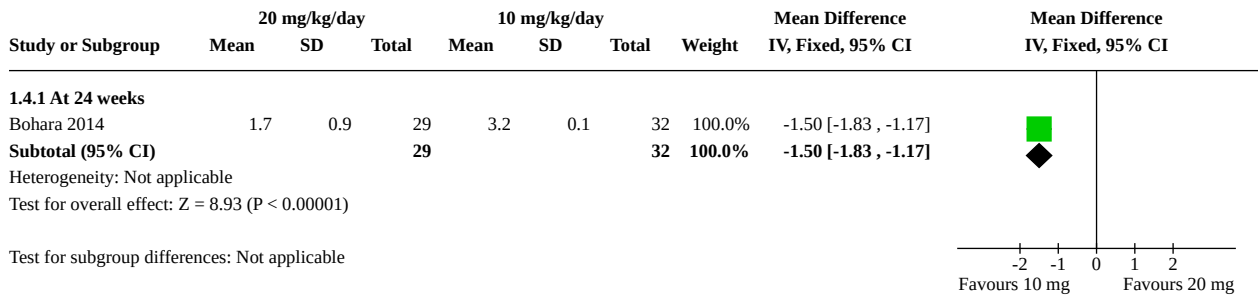 20 mg/kg/day 10 mg/kg/day Mean Difference Mean Difference
Study or Subgroup Mean SD Total Mean SD Total Weight IV, Fixed, 95% CI IV, Fixed, 95% CI
1.4.1 At 24 weeks
Bohara 2014 1.7 0.9 29 3.2 0.1 32 100.0% -1.50 [-1.83 , -1.17]
Subtotal (95% CI) 29 32 100.0% -1.50 [-1.83 , -1.17]
Heterogeneity: Not applicable
Test for overall effect: Z = 8.93 (P < 0.00001)
Test for subgroup differences: Not applicable
-2 -1 0 1 2
Favours 10 mg Favours 20 mg